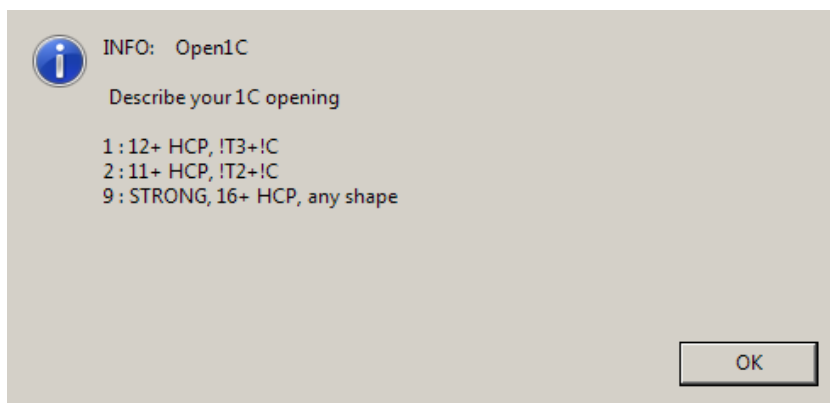 INFO: Open1C
Describe your 1C opening
1 : 12+ HCP, !T3+!C
2 : 11+ HCP, !T2+!C
9 : STRONG, 16+ HCP, any shape
OK